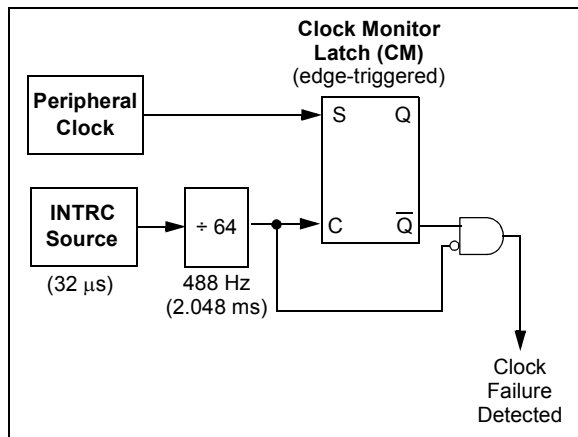 Clock Monitor
Latch (CM)
(edge-triggered)
Peripheral
Clock
S
Q
INTRC
Source
(32 μs)
÷ 64
488 Hz
(2.048 ms)
C
Q̅
Clock
Failure
Detected